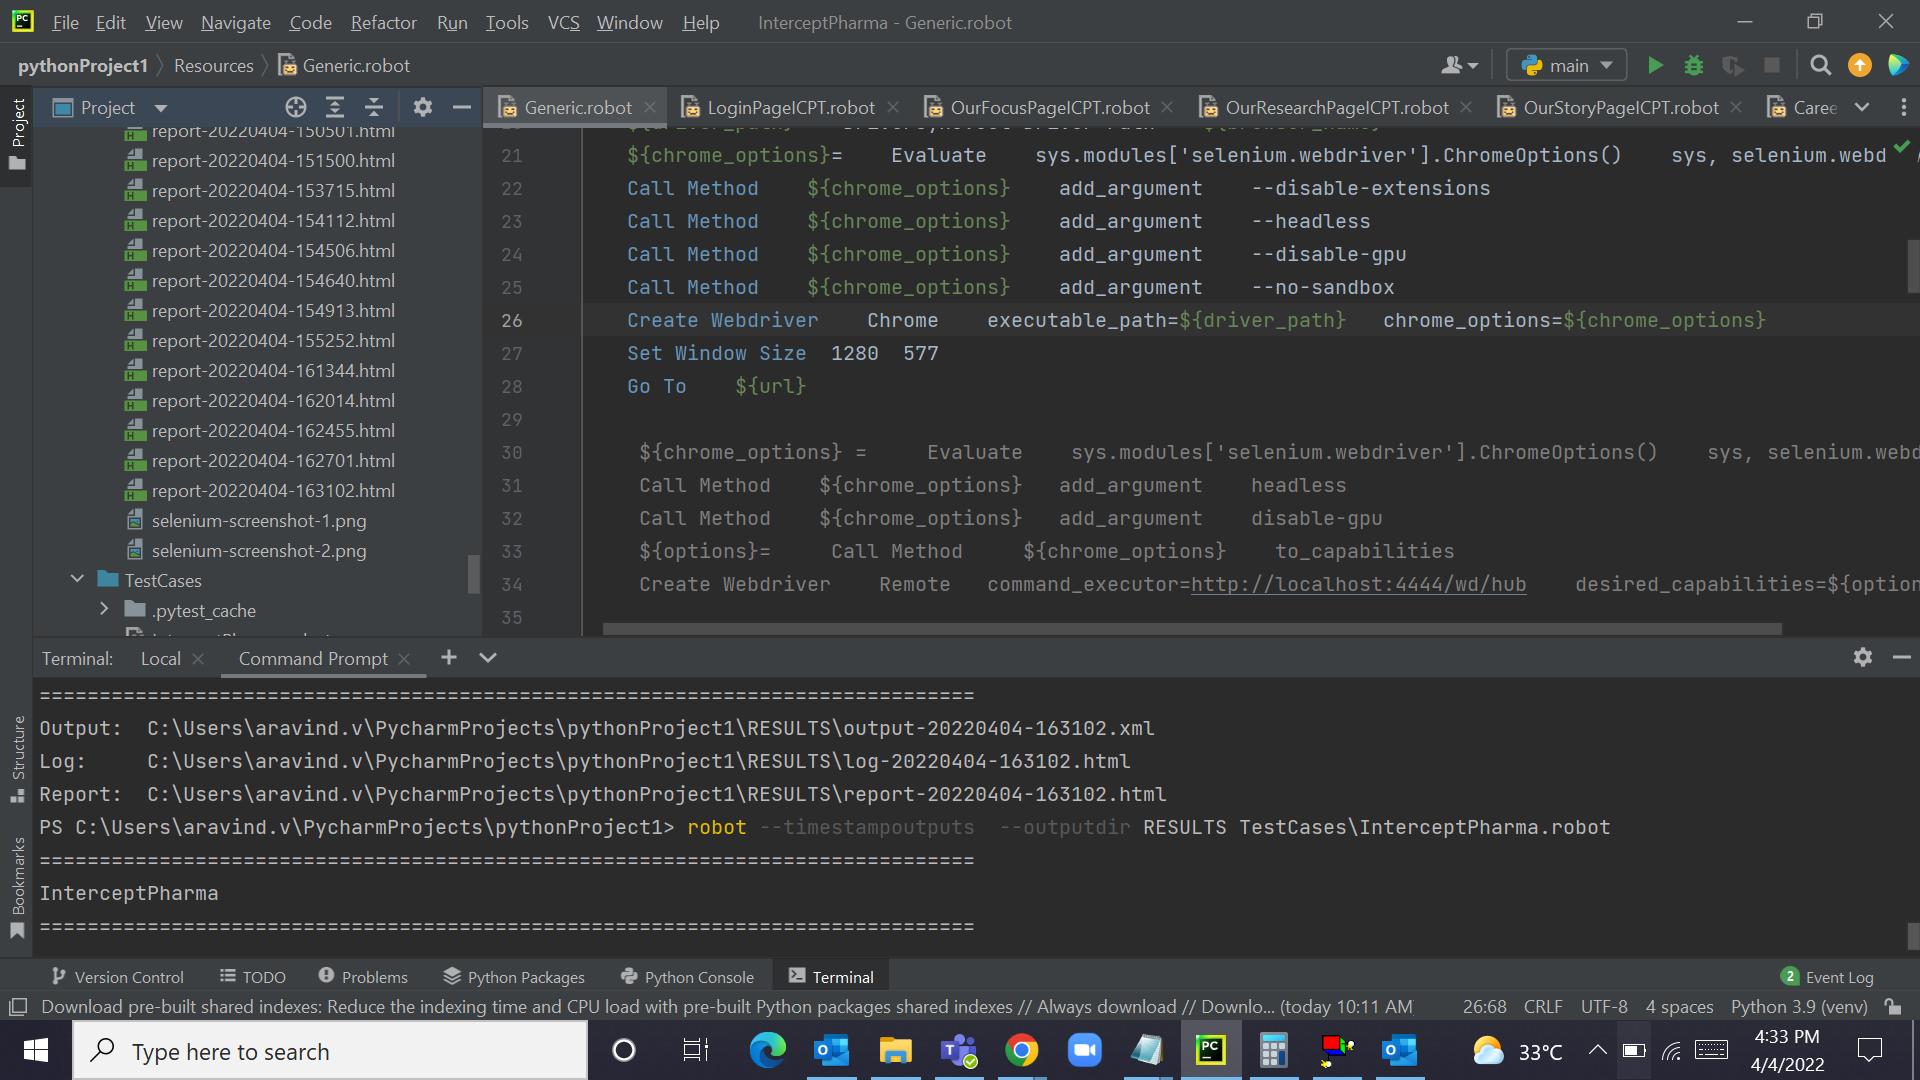 File Edit View Navigate Code Refactor Run Tools VCS Window Help InterceptPharma - Generic.robot
pythonProject1 Resources Generic.robot main
Project Generic.robot LoginPageICPT.robot OurFocusPageICPT.robot OurResearchPageICPT.robot OurStoryPageICPT.robot Caree
Project
report-20220404-150501.html
report-20220404-151500.html
report-20220404-153715.html
report-20220404-154112.html
report-20220404-154506.html
report-20220404-154640.html
report-20220404-154913.html
report-20220404-155252.html
report-20220404-161344.html
report-20220404-162014.html
report-20220404-162455.html
report-20220404-162701.html
report-20220404-163102.html
selenium-screenshot-1.png
selenium-screenshot-2.png
TestCases
.pytest_cache
21 ${chrome_options}=    Evaluate    sys.modules['selenium.webdriver'].ChromeOptions()    sys, selenium.webd
22 Call Method    ${chrome_options}    add_argument    --disable-extensions
23 Call Method    ${chrome_options}    add_argument    --headless
24 Call Method    ${chrome_options}    add_argument    --disable-gpu
25 Call Method    ${chrome_options}    add_argument    --no-sandbox
26 Create Webdriver    Chrome    executable_path=${driver_path}   chrome_options=${chrome_options}
27 Set Window Size  1280  577
28 Go To    ${url}
29
30 ${chrome_options} =     Evaluate    sys.modules['selenium.webdriver'].ChromeOptions()    sys, selenium.webd
31 Call Method    ${chrome_options}   add_argument    headless
32 Call Method    ${chrome_options}   add_argument    disable-gpu
33 ${options}=     Call Method     ${chrome_options}    to_capabilities
34 Create Webdriver    Remote   command_executor=http://localhost:4444/wd/hub    desired_capabilities=${option
35
Terminal: Local Command Prompt
================================================================
Output:  C:\Users\aravind.v\PycharmProjects\pythonProject1\RESULTS\output-20220404-163102.xml
Log:     C:\Users\aravind.v\PycharmProjects\pythonProject1\RESULTS\log-20220404-163102.html
Report:  C:\Users\aravind.v\PycharmProjects\pythonProject1\RESULTS\report-20220404-163102.html
PS C:\Users\aravind.v\PycharmProjects\pythonProject1> robot --timestampoutputs  --outputdir RESULTS TestCases\InterceptPharma.robot
==============================================================================
InterceptPharma
==============================================================================
Structure
Bookmarks
Version Control TODO Problems Python Packages Python Console Terminal 2 Event Log
Download pre-built shared indexes: Reduce the indexing time and CPU load with pre-built Python packages shared indexes // Always download // Downlo... (today 10:11 AM 26:68 CRLF UTF-8 4 spaces Python 3.9 (venv)
Type here to search 33°C 4:33 PM
4/4/2022